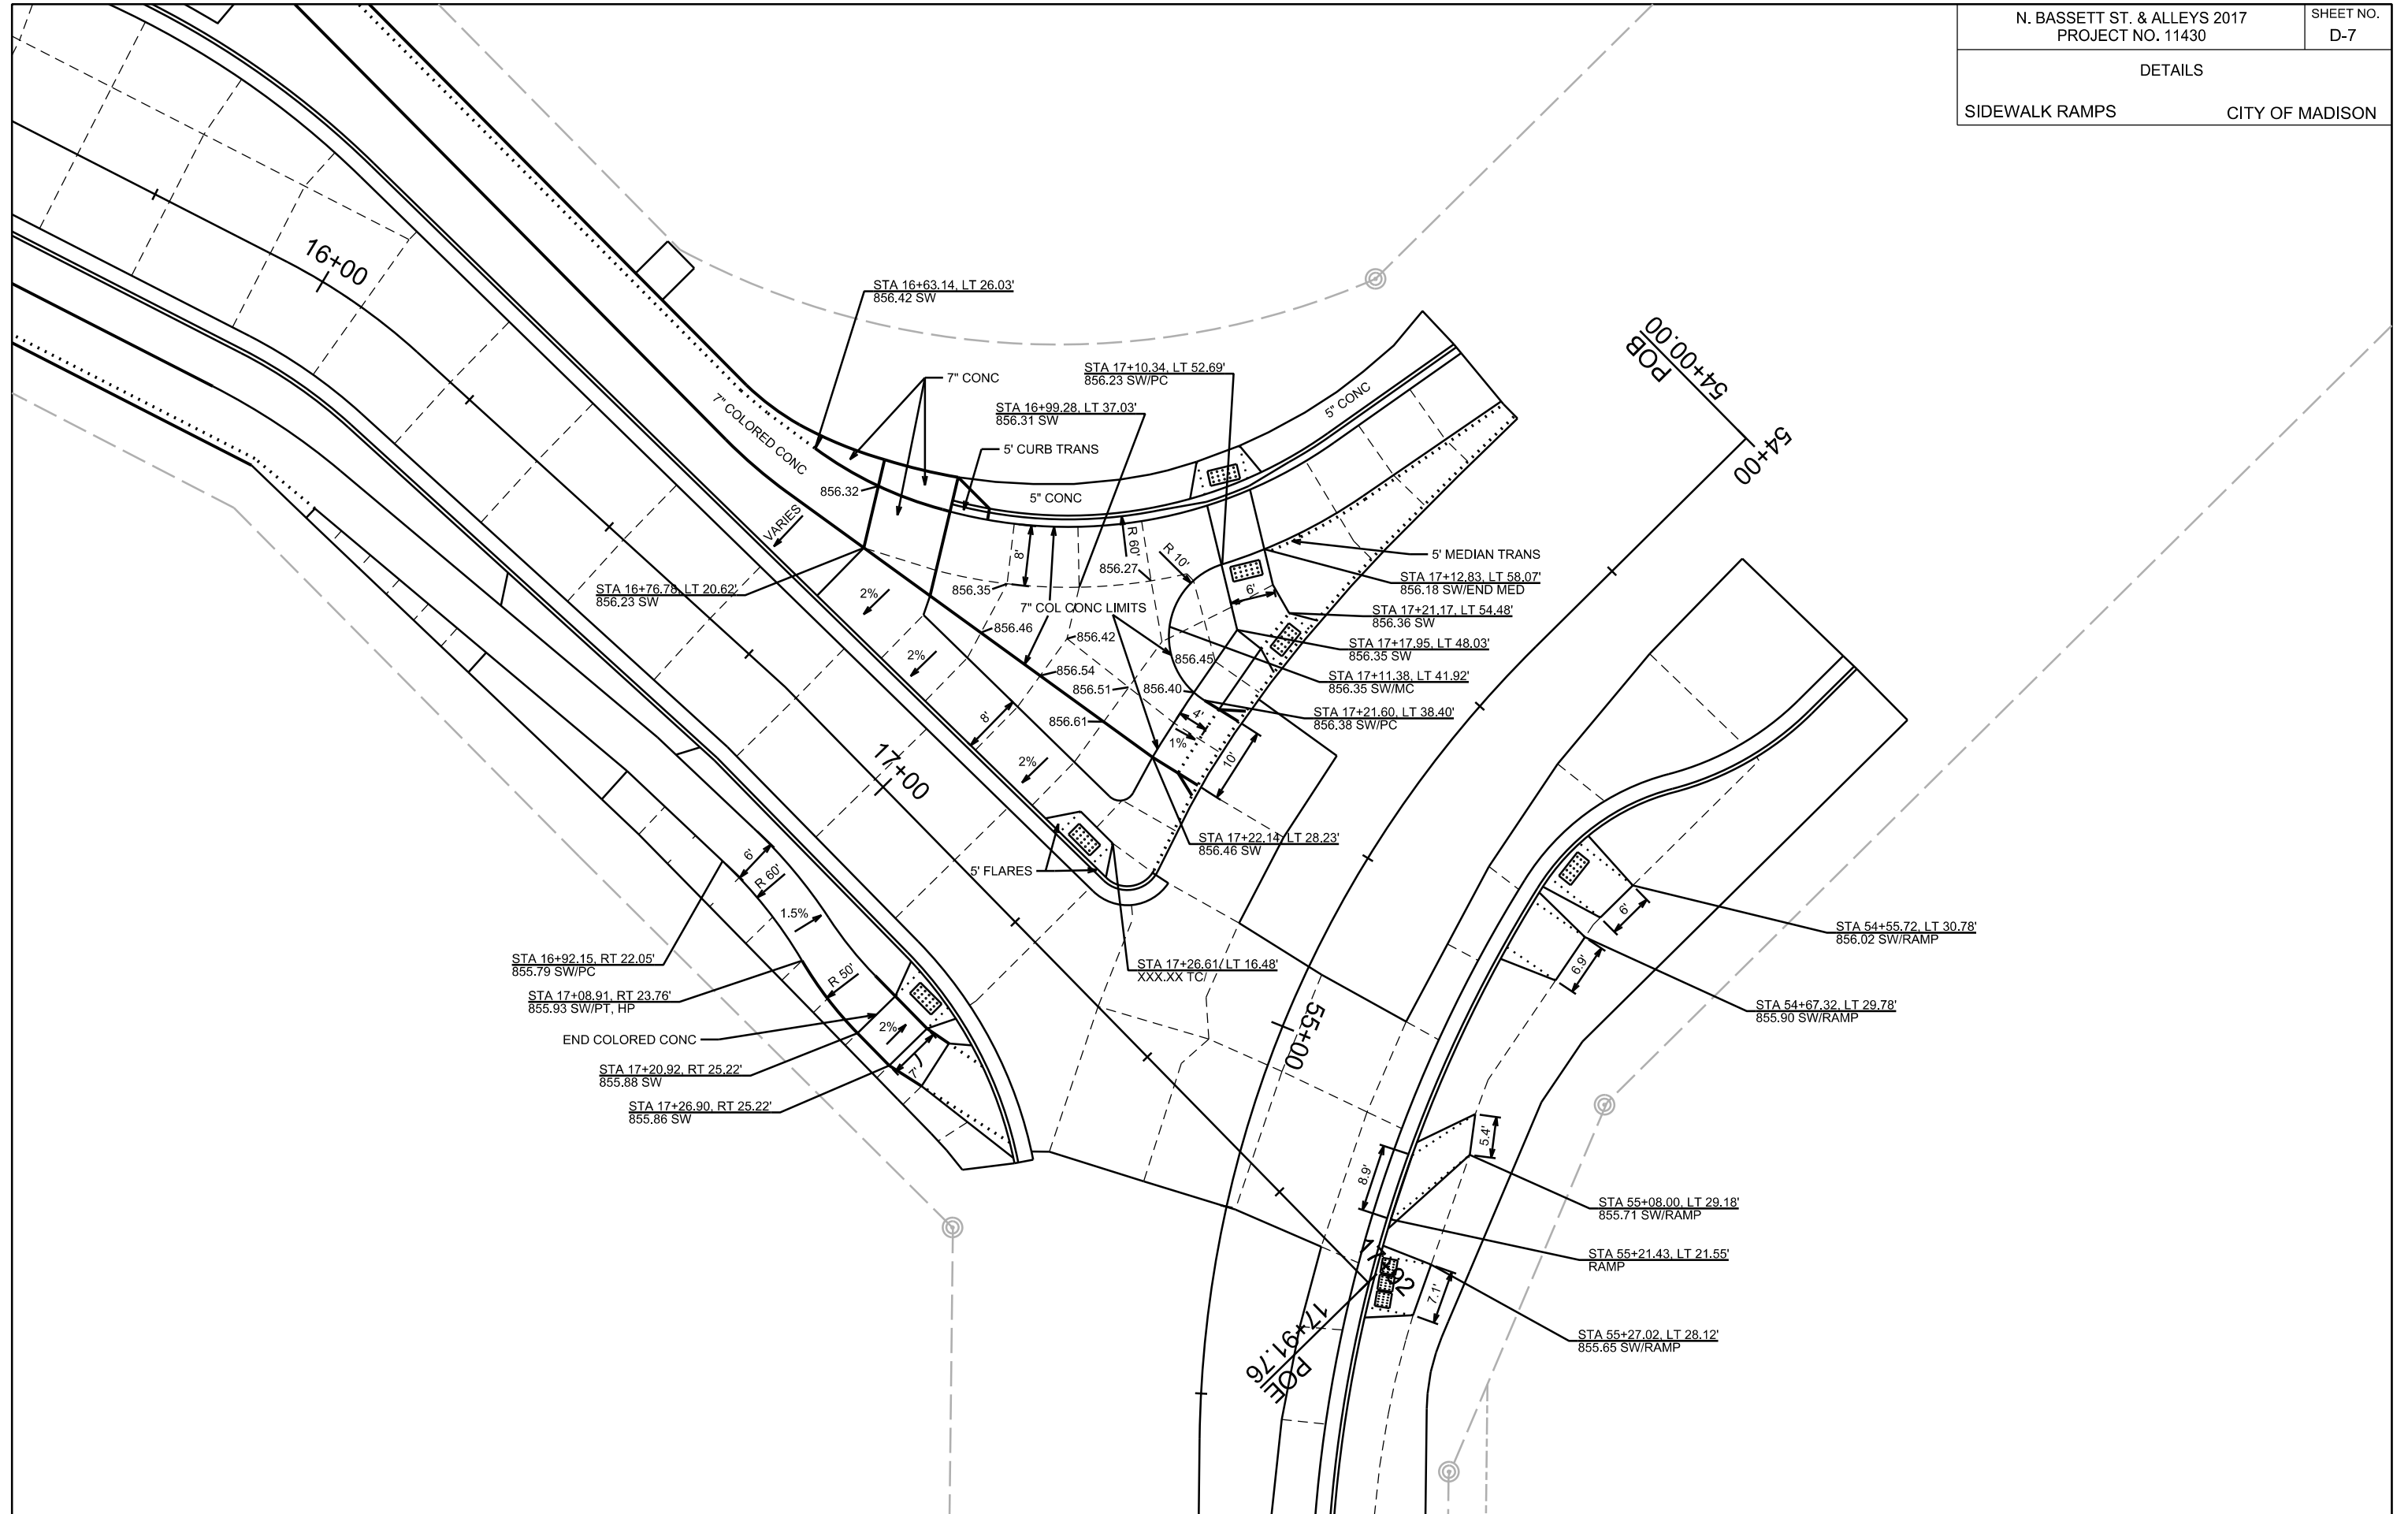 N. BASSETT ST. & ALLEYS 2017
PROJECT NO. 11430
SHEET NO.
D-7
DETAILS
SIDEWALK RAMPS
CITY OF MADISON
16+00
STA 16+63.14, LT 26.03'
856.42 SW
7" CONC
7" COLORED CONC
STA 17+10.34, LT 52.69'
856.23 SW/PC
STA 16+99.28, LT 37.03'
856.31 SW
5' CURB TRANS
5" CONC
5" CONC
POB
54+00.00
54+00
856.32
VARIES
8'
R 60'
R 10'
856.27
856.35
5' MEDIAN TRANS
STA 17+12.83, LT 58.07'
856.18 SW/END MED
STA 16+76.78, LT 20.62'
856.23 SW
2%
7" COL CONC LIMITS
6'
STA 17+21.17, LT 54.48'
856.36 SW
856.46
856.42
STA 17+17.95, LT 48.03'
856.35 SW
2%
856.54
856.45
856.51
856.40
STA 17+11.38, LT 41.92'
856.35 SW/MC
8'
856.61
4'
1%
STA 17+21.60, LT 38.40'
856.38 SW/PC
2%
10'
17+00
STA 17+22.14, LT 28.23'
856.46 SW
5' FLARES
6'
R 60'
1.5%
STA 17+26.61, LT 16.48'
XXX.XX TC
STA 16+92.15, RT 22.05'
855.79 SW/PC
R 50'
STA 17+08.91, RT 23.76'
855.93 SW/PT, HP
END COLORED CONC
2%
7'
STA 17+20.92, RT 25.22'
855.88 SW
STA 17+26.90, RT 25.22'
855.86 SW
6'
STA 54+55.72, LT 30.78'
856.02 SW/RAMP
6.9'
STA 54+67.32, LT 29.78'
855.90 SW/RAMP
55+00
5.4'
8.9'
STA 55+08.00, LT 29.18'
855.71 SW/RAMP
STA 55+21.43, LT 21.55'
RAMP
7.1'
STA 55+27.02, LT 28.12'
855.65 SW/RAMP
17+91.76
POE